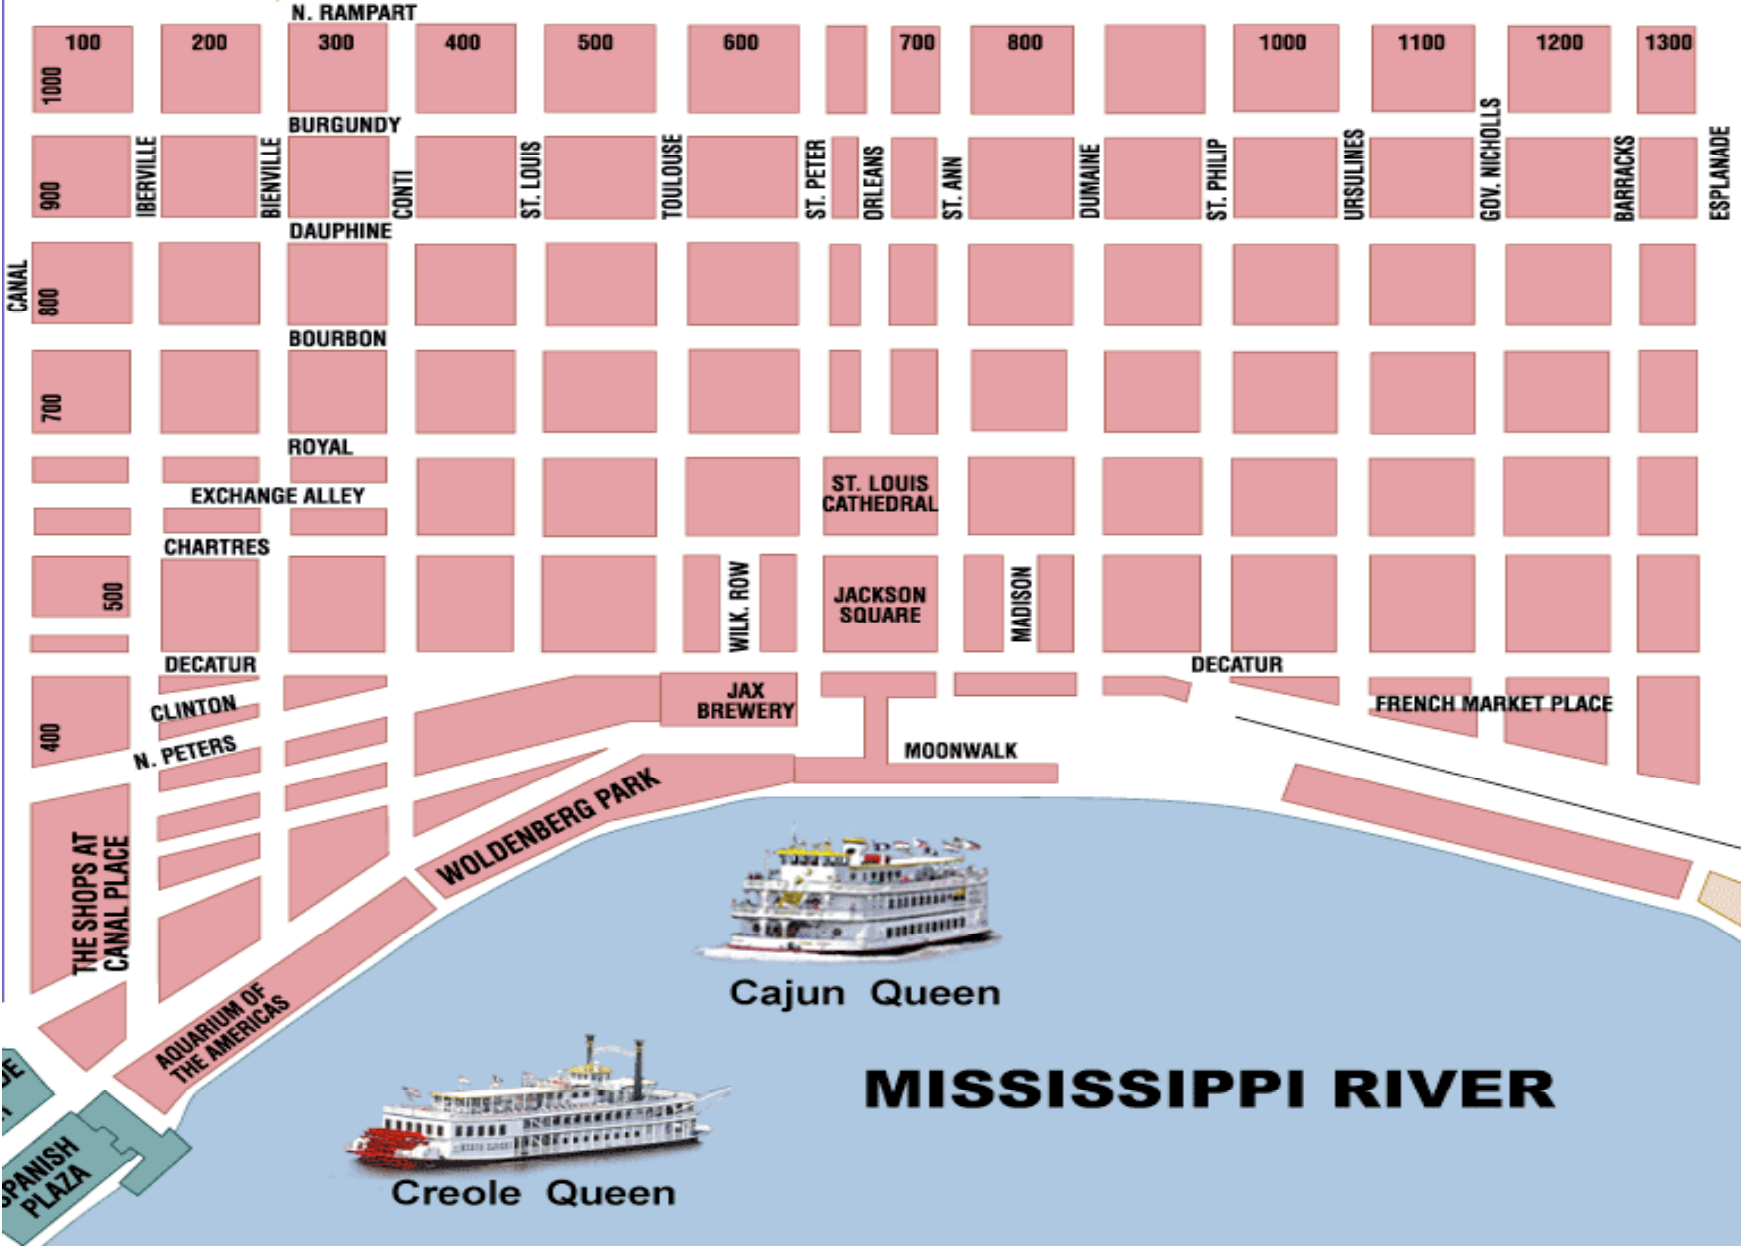 N. RAMPART
100
200
300
400
500
600
700
800
1000
1100
1200
1300
1000
BURGUNDY
900
IBERVILLE
BIENVILLE
CONTI
ST. LOUIS
TOULOUSE
ST. PETER
ORLEANS
ST. ANN
DUMAINE
ST. PHILIP
URSULINES
GOV. NICHOLLS
BARRACKS
ESPLANADE
DAUPHINE
CANAL
800
BOURBON
700
ROYAL
EXCHANGE ALLEY
ST. LOUIS
CATHEDRAL
CHARTRES
500
WILK. ROW
JACKSON
SQUARE
MADISON
DECATUR
DECATUR
CLINTON
JAX
BREWERY
FRENCH MARKET PLACE
400
N. PETERS
MOONWALK
WOLDENBERG PARK
THE SHOPS AT
CANAL PLACE
Cajun Queen
AQUARIUM OF
THE AMERICAS
MISSISSIPPI RIVER
SPANISH
PLAZA
Creole Queen